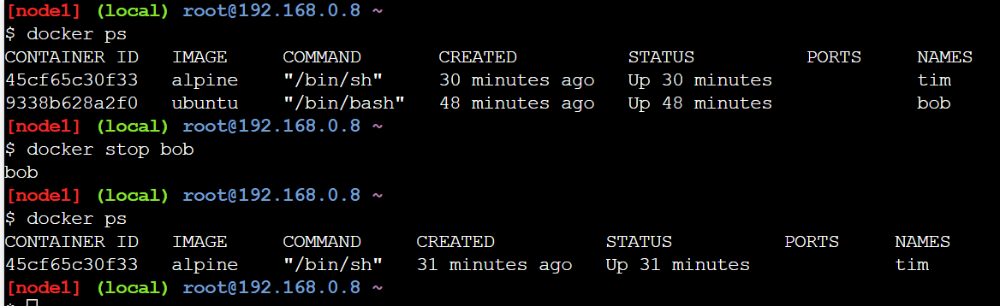 [node1] (local) root@192.168.0.8 ~
$ docker ps
CONTAINER ID   IMAGE     COMMAND       CREATED          STATUS          PORTS     NAMES
45cf65c30f33   alpine    "/bin/sh"     30 minutes ago   Up 30 minutes             tim
9338b628a2f0   ubuntu    "/bin/bash"   48 minutes ago   Up 48 minutes             bob
[node1] (local) root@192.168.0.8 ~
$ docker stop bob
bob
[node1] (local) root@192.168.0.8 ~
$ docker ps
CONTAINER ID   IMAGE     COMMAND     CREATED          STATUS          PORTS     NAMES
45cf65c30f33   alpine    "/bin/sh"   31 minutes ago   Up 31 minutes             tim
[node1] (local) root@192.168.0.8 ~